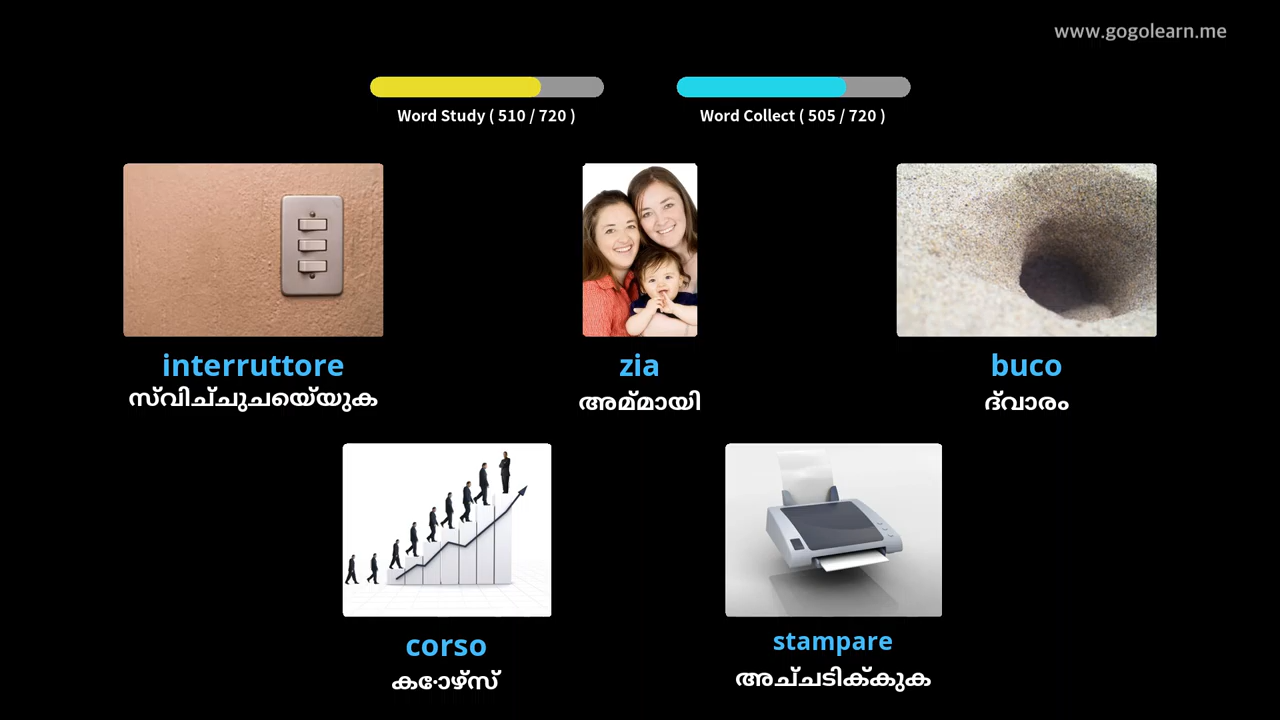 www.gogolearn.me
Word Study ( 510 / 720 )
Word Collect ( 505 / 720 )
interruttore
സ്വിച്ചുചയ്യെുക
zia
അമ്മായി
buco
ദ്വാരം
corso
കോഴ്സ്
stampare
അച്ചടിക്കുക